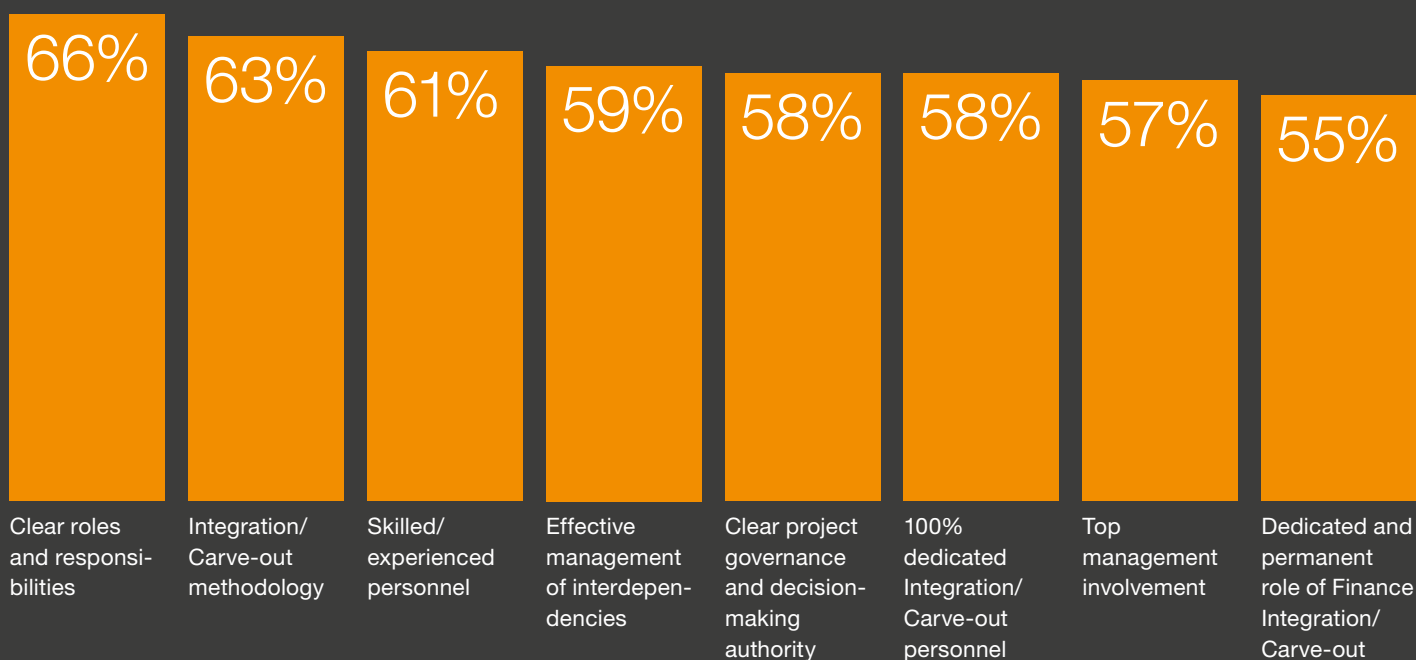 66%
63%
61%
59%
58%
58%
57%
55%
Clear roles
and responsi-
bilities
Integration/
Carve-out
methodology
Skilled/
experienced
personnel
Effective
management
of interdepen-
dencies
Clear project
governance
and decision-
making
authority
100%
dedicated
Integration/
Carve-out
personnel
Top
management
involvement
Dedicated and
permanent
role of Finance
Integration/
Carve-out